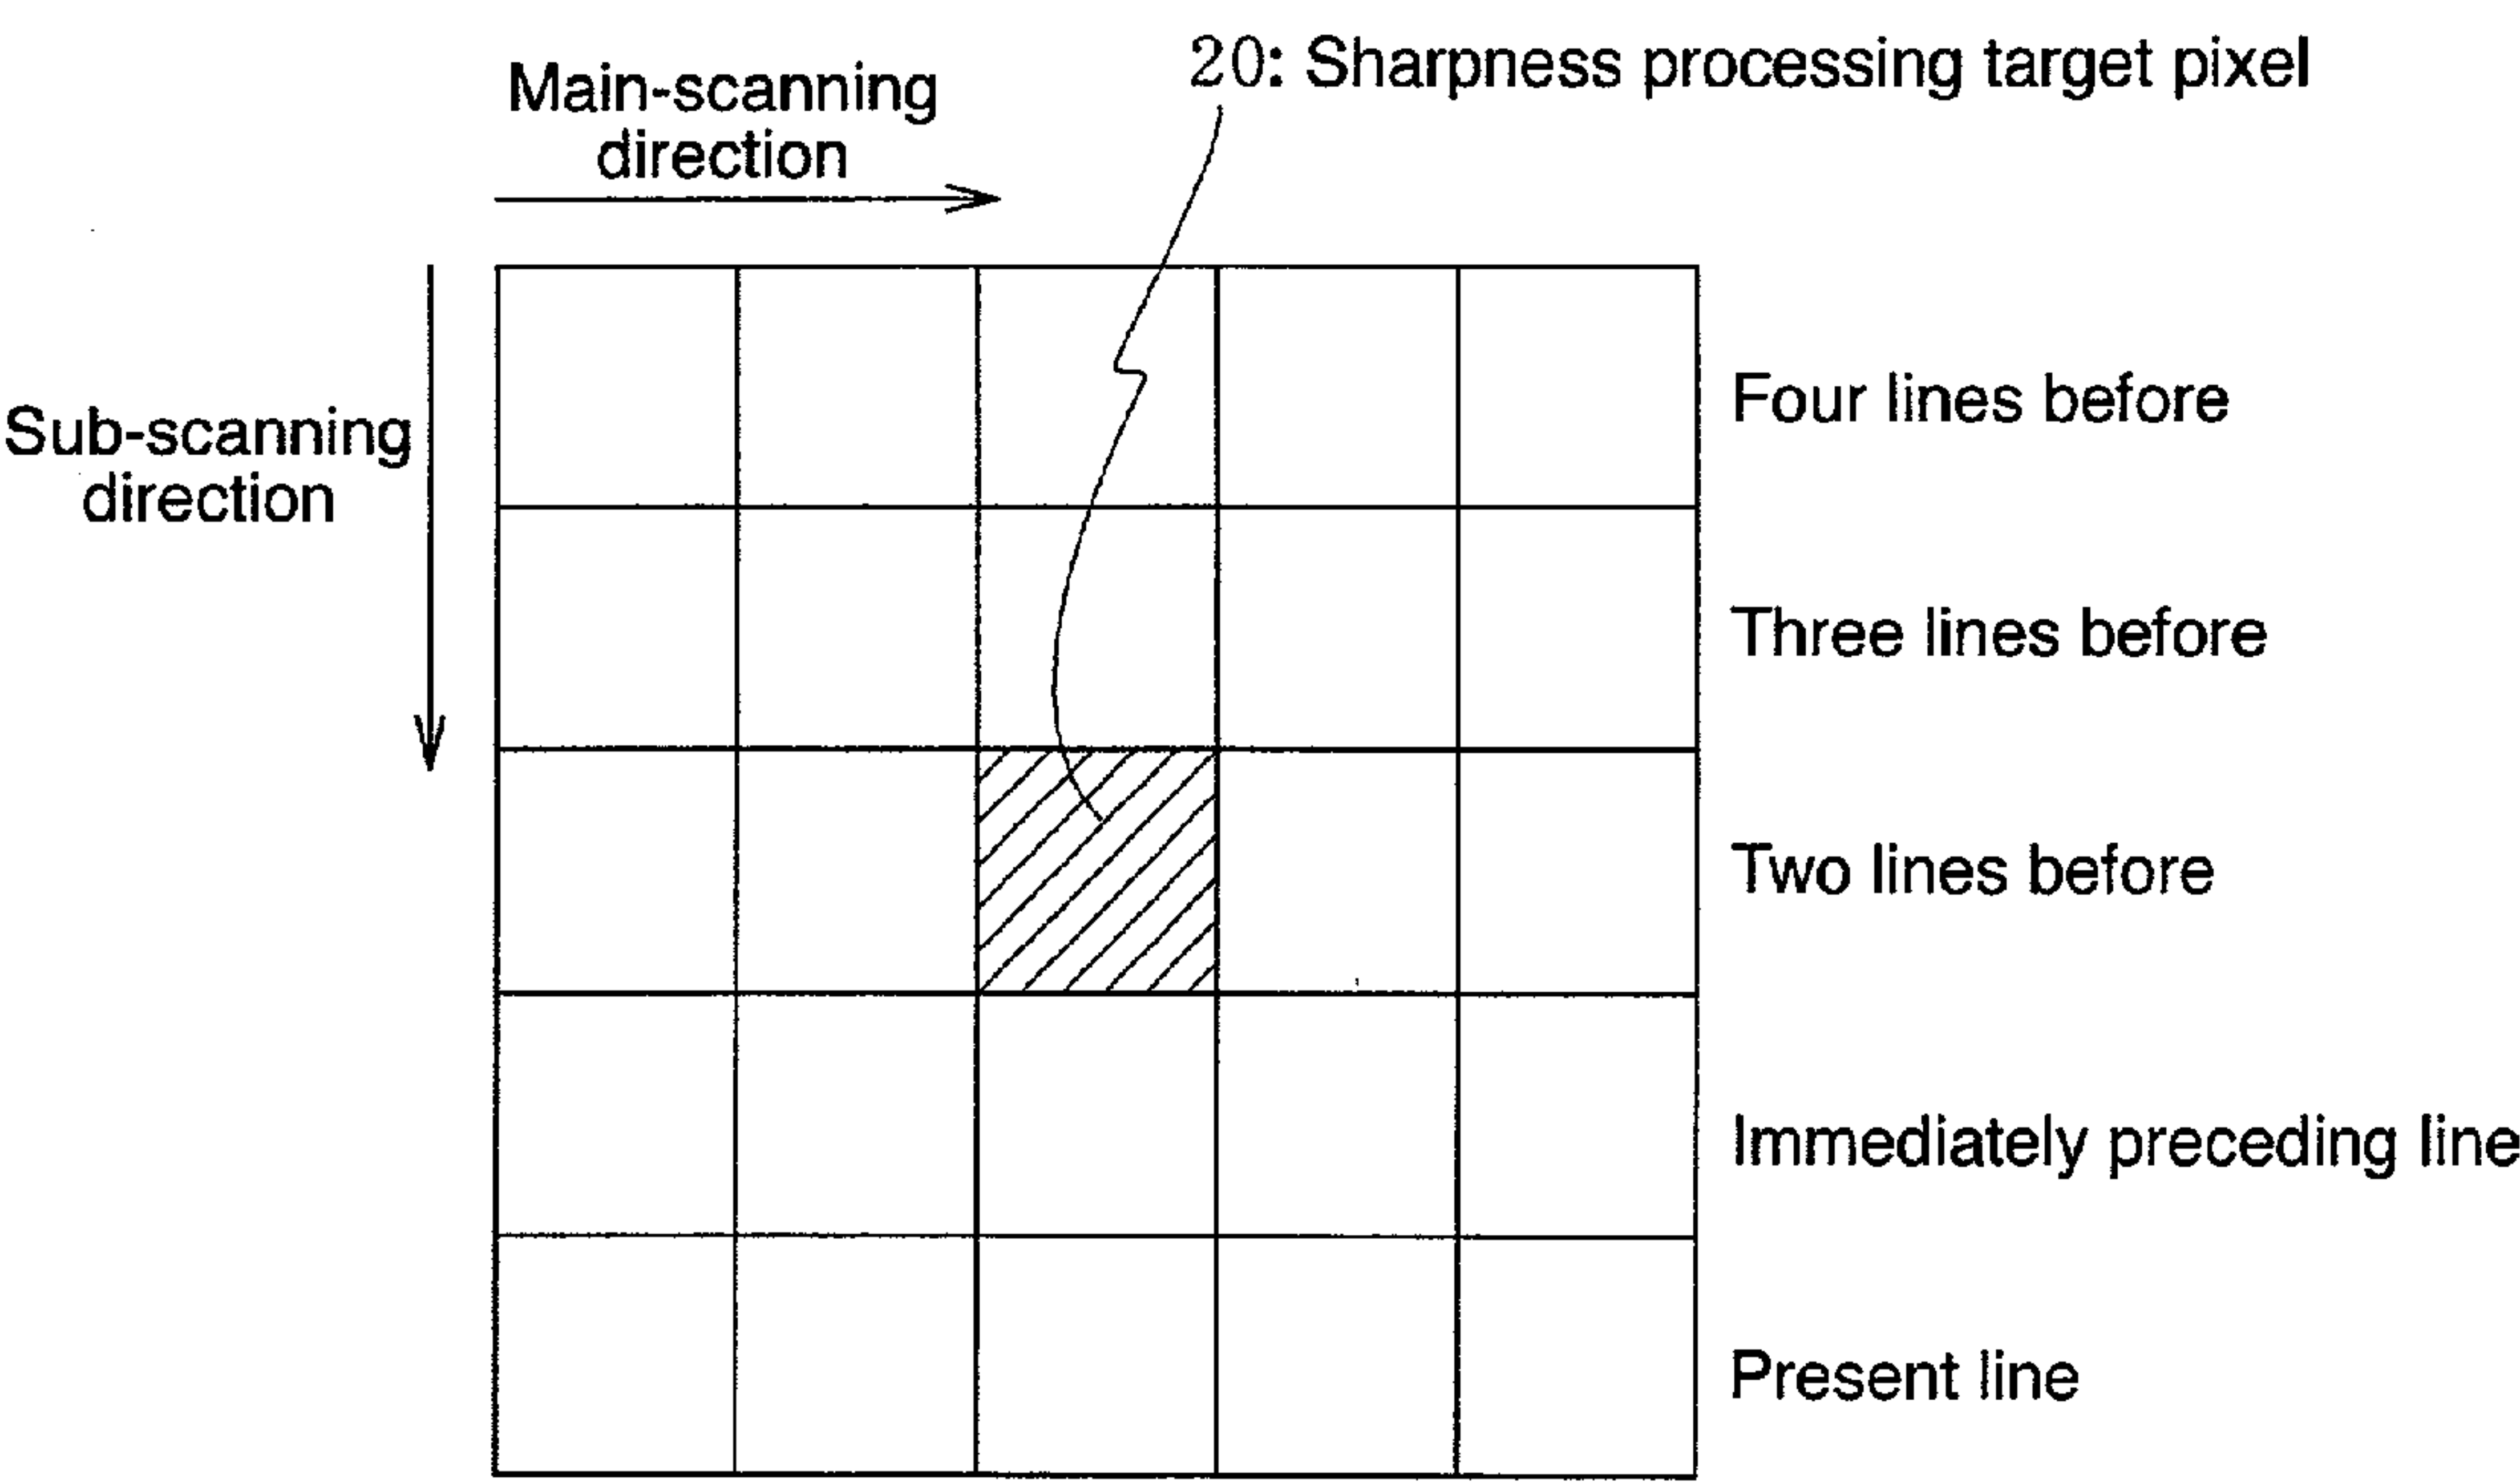 20: Sharpness processing target pixel
Main-scanning
direction
Sub-scanning
direction
Four lines before
Three lines before
Two lines before
Immediately preceding line
Present line